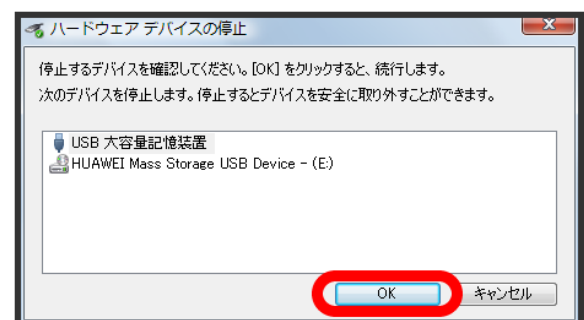 ハードウェア デバイスの停止
停止するデバイスを確認してください。[OK] をクリックすると、続行します。
次のデバイスを停止します。停止するとデバイスを安全に取り外すことができます。
USB 大容量記憶装置
HUAWEI Mass Storage USB Device - (E:)
OK キャンセル